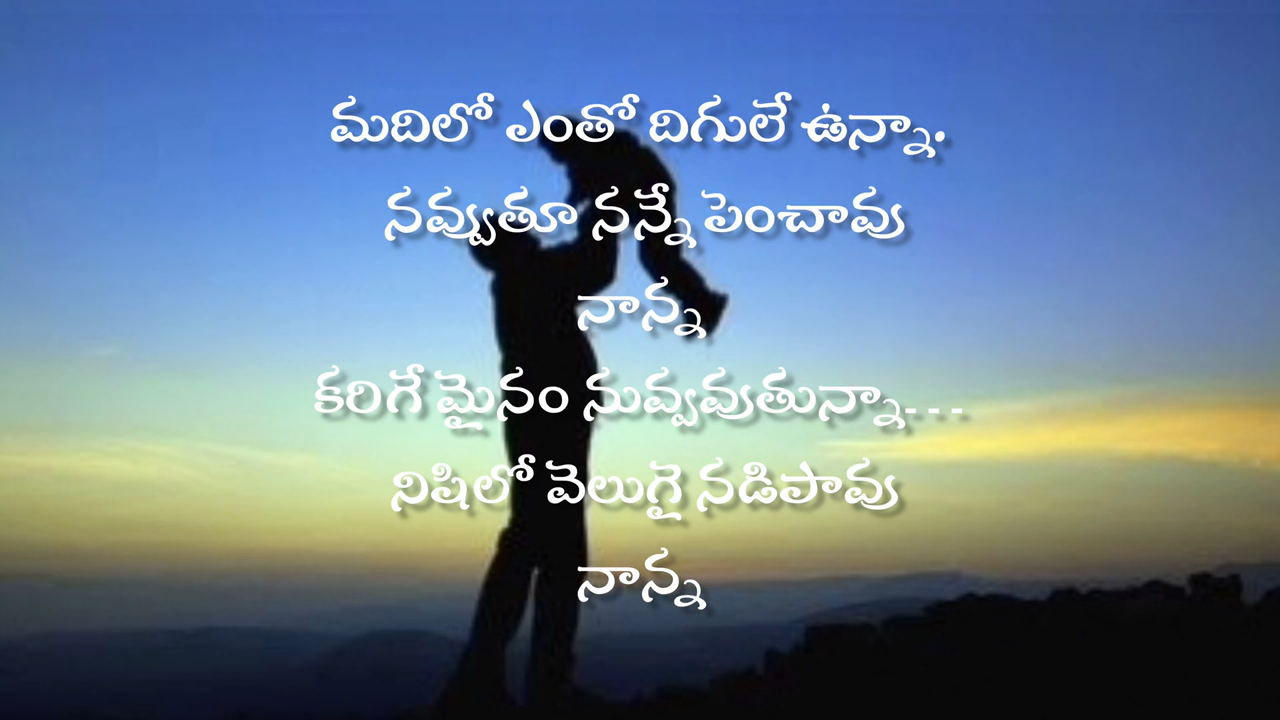 మదిలో ఎంతో దిగులే ఉన్నా.
నవ్వుతూ నన్నే పెంచావు
నాన్న
కరిగే మైనం నువ్వవుతున్నా...
నిషిలో వెలుగై నడిపావు
నాన్న